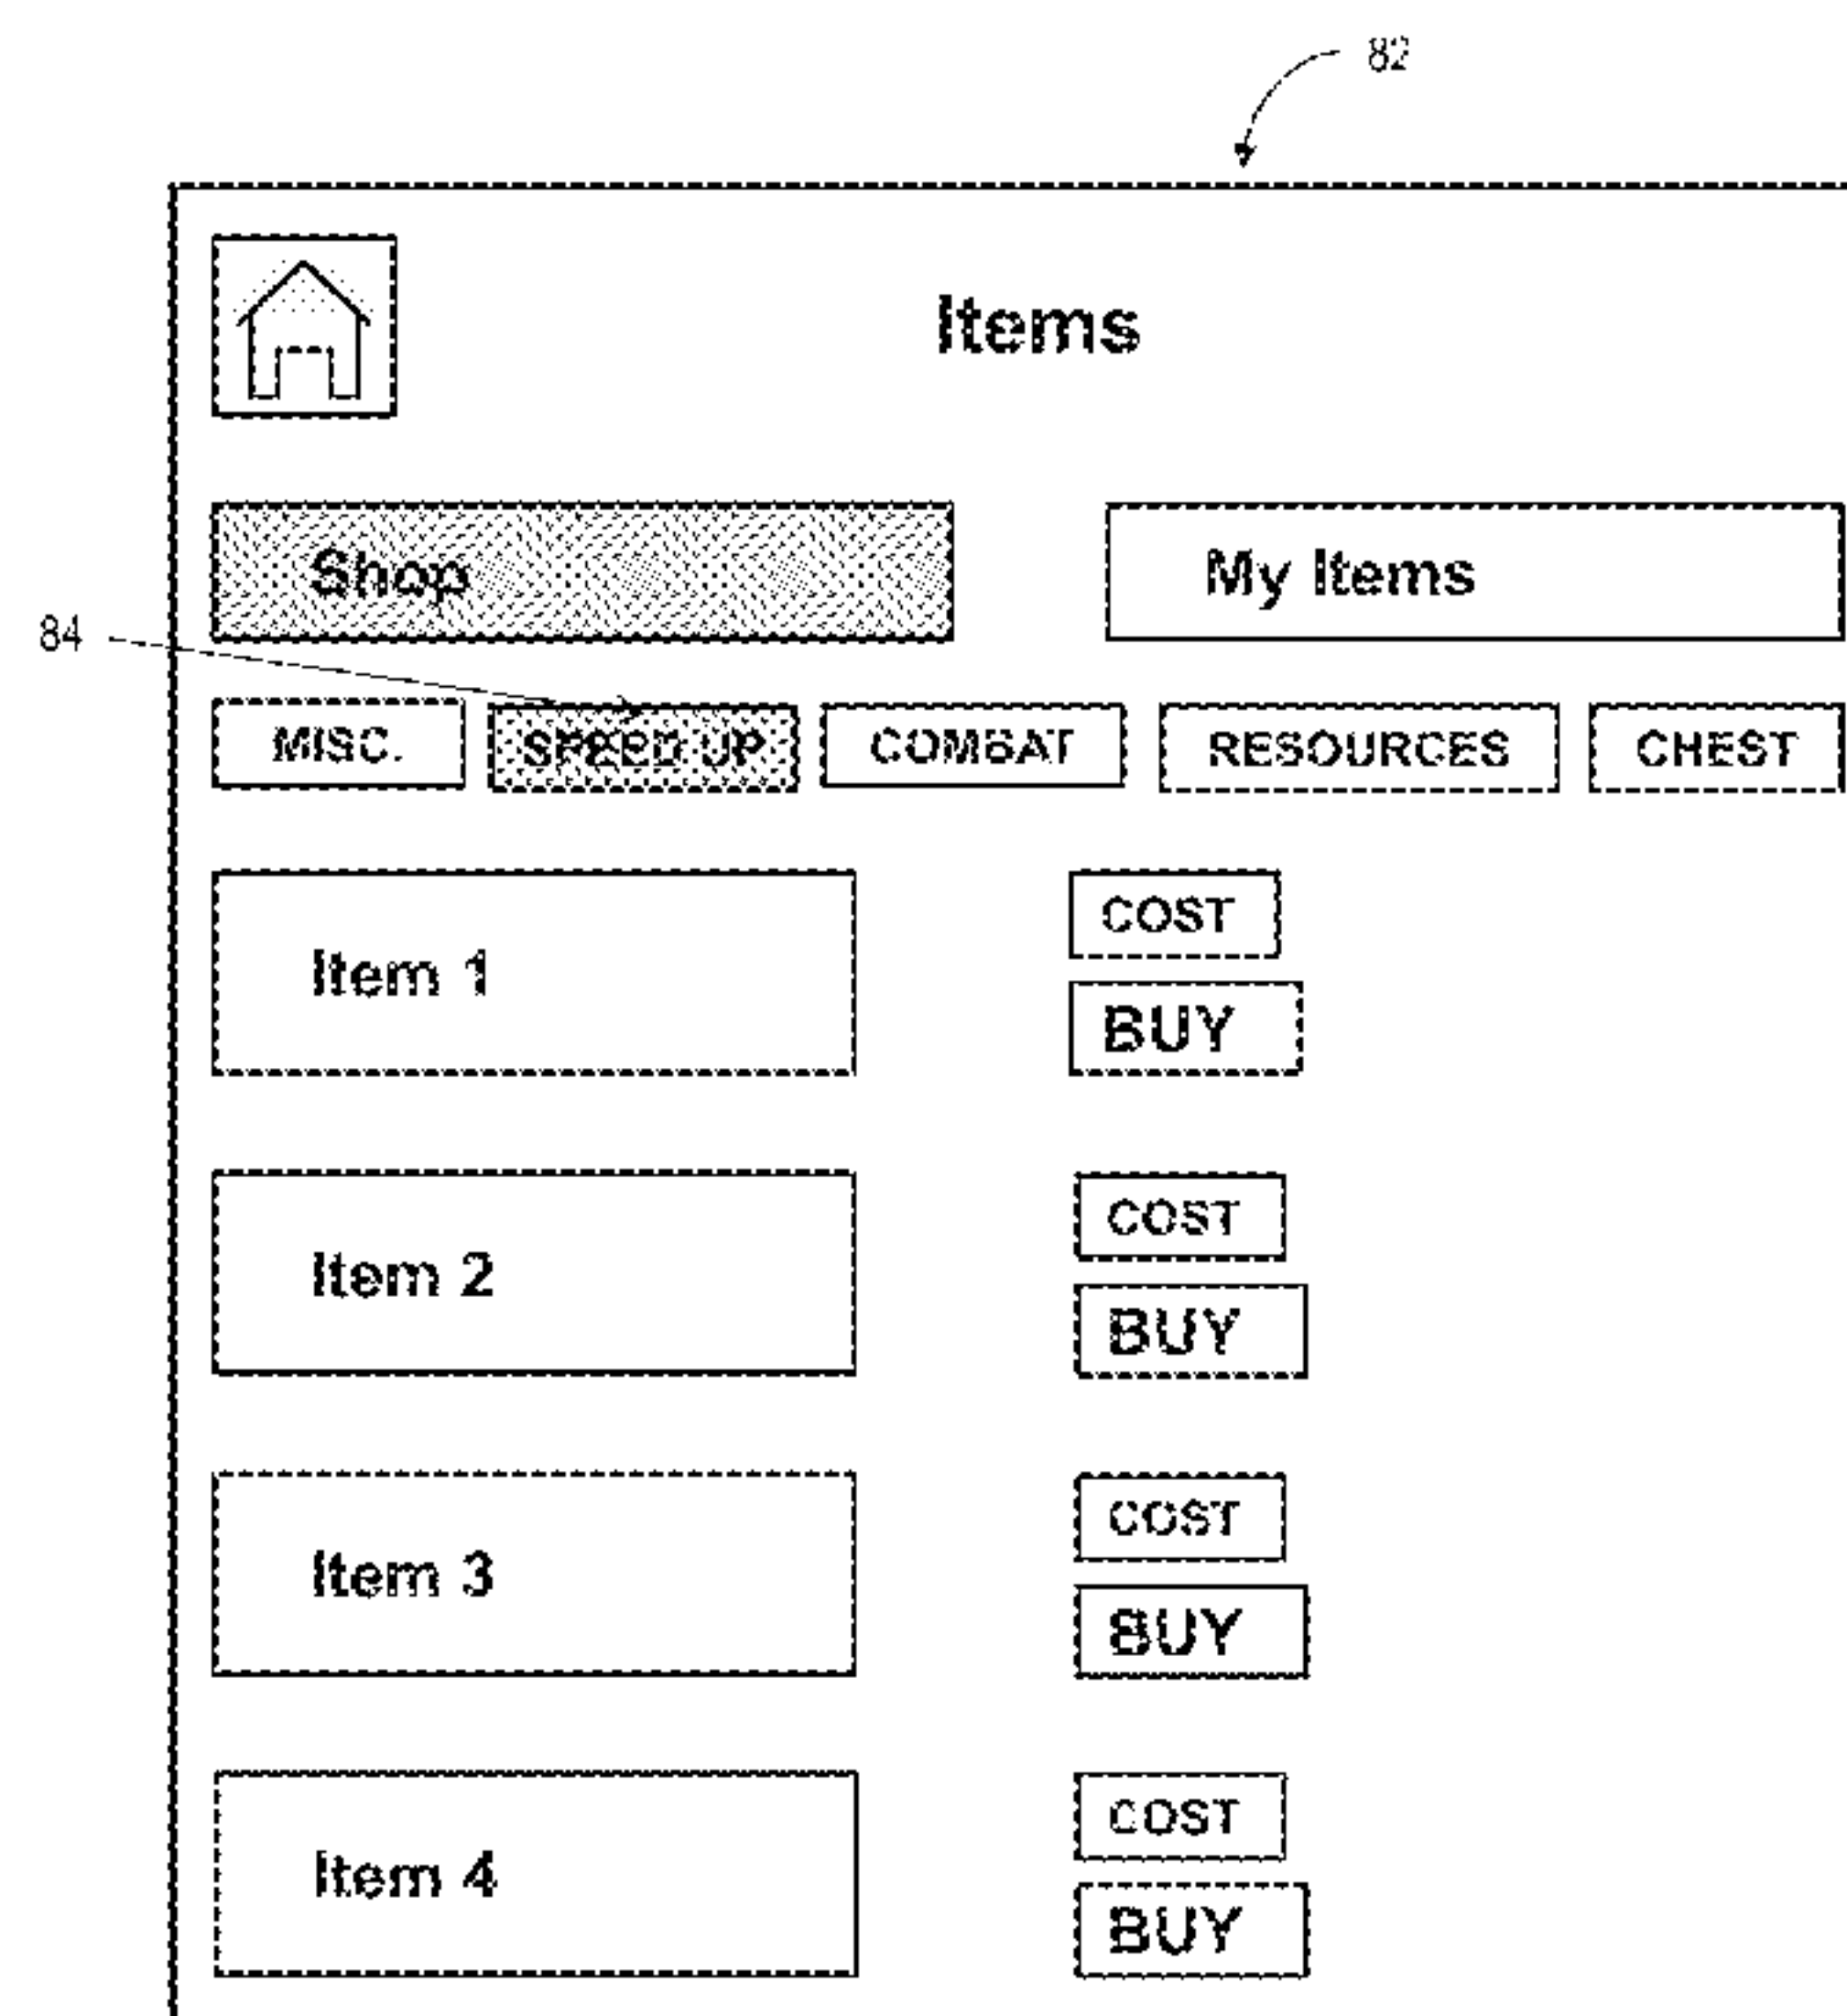 82
Items
Shop My Items
84
MISC. SPEED UP COMBAT RESOURCES CHEST
COST
Item 1
BUY
COST
Item 2
BUY
COST
Item 3
BUY
COST
Item 4
BUY